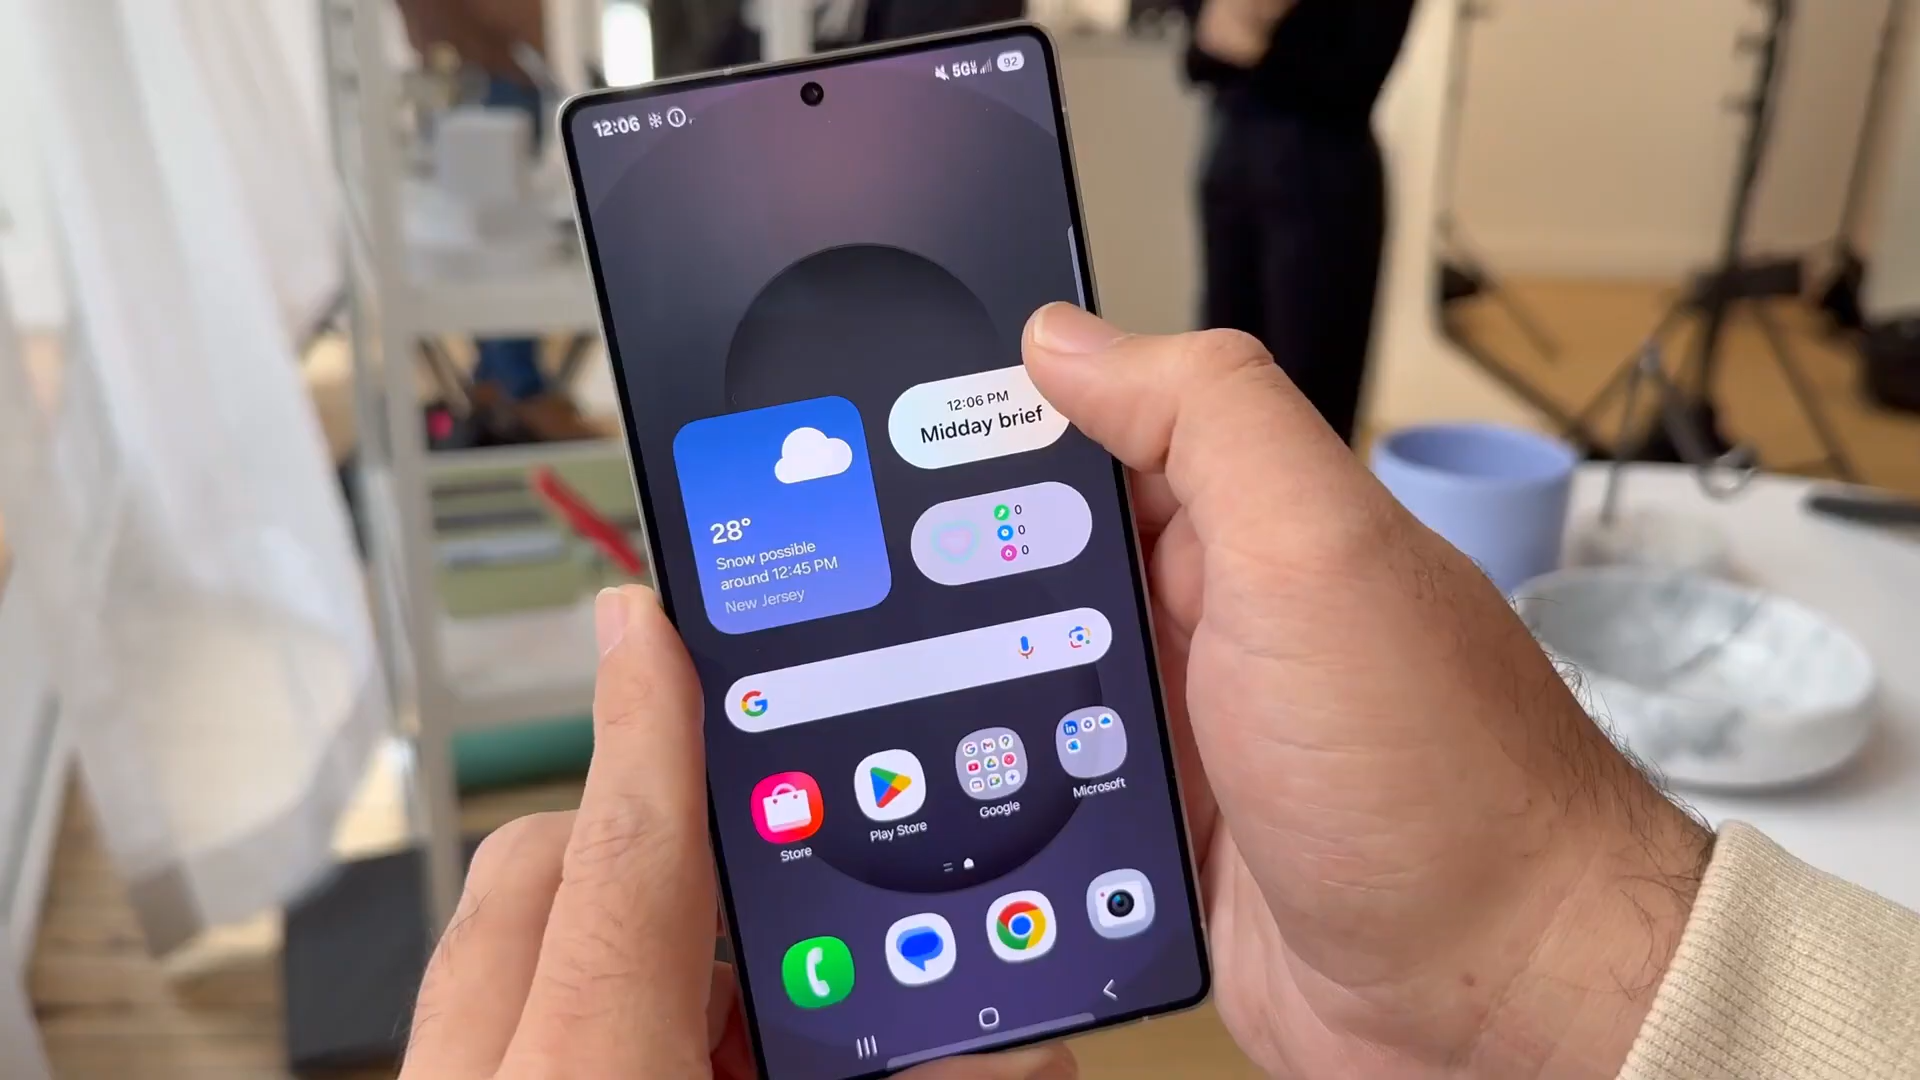 12:06
5G
92
12:06 PM
Midday brief
28°
Snow possible
around 12:45 PM
New Jersey
0
0
0
Store
Play Store
Google
Microsoft